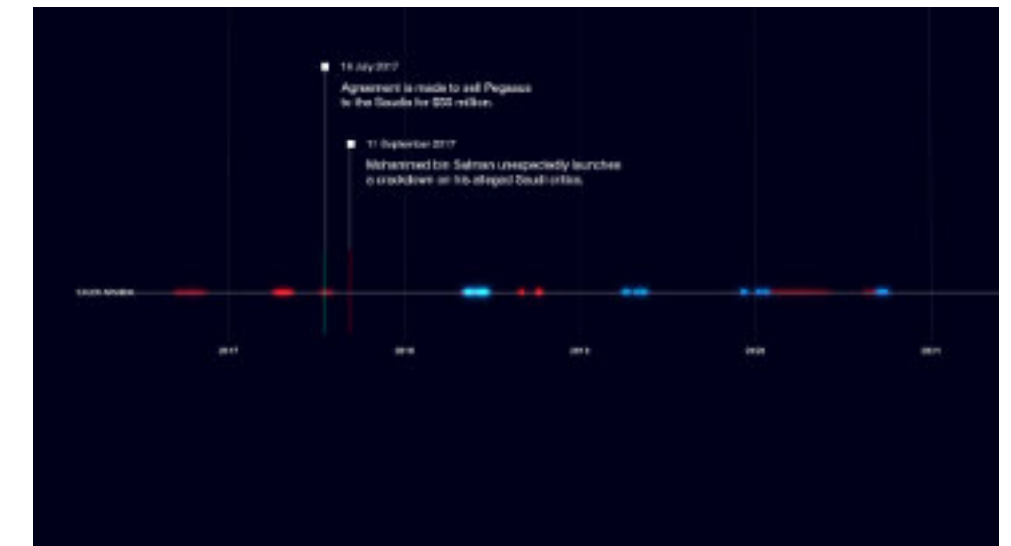 July 2017
Agreement is made to sell Pegasus
to the Saudis for $55 million.
11 September 2017
Mohammed bin Salman unexpectedly launches
a crackdown on his alleged Saudi critics.
2017
2018
2019
2020
2021